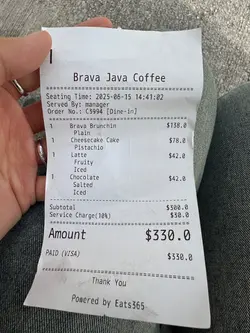 Brava Java Coffee
Seating Time: 2025-06-15 14:41:02
Served By: manager
Order No.: C5994 [Dine-in]
1 Brava Brunchin $138.0
Plain
1 Cheesecake Cake $78.0
Pistachio
1 Latte $42.0
Fruity
Iced
1 Chocolate $42.0
Salted
Iced
Subtotal $300.0
Service Charge(10%) $30.0
Amount $330.0
PAID (VISA) $330.0
Thank You
Powered by Eats365